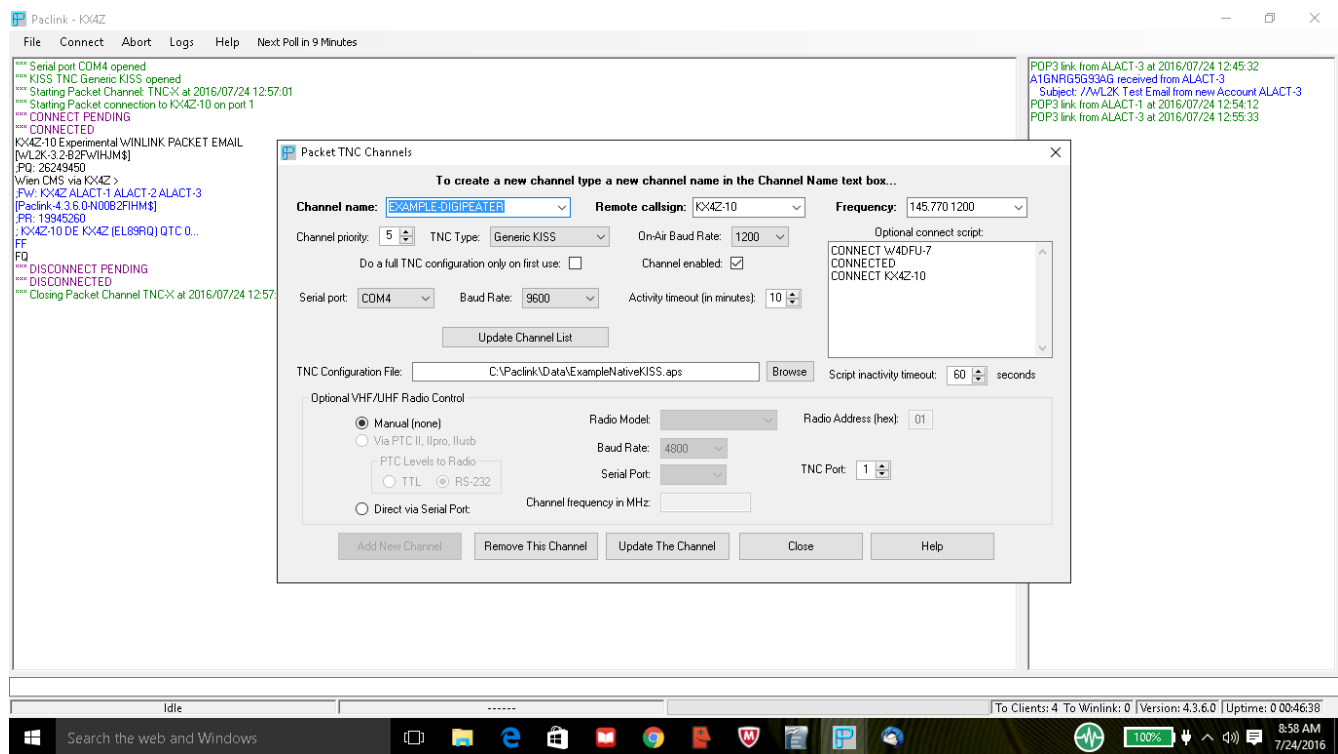 Paclink - KX4Z
File Connect Abort Logs Help Next Poll in 9 Minutes
*** Serial port COM4 opened
*** KISS TNC Generic KISS opened
*** Starting Packet Channel: TNC-X at 2016/07/24 12:57:01
*** Starting Packet connection to KX4Z-10 on port 1
*** CONNECT PENDING
*** CONNECTED
KX4Z-10 Experimental WINLINK PACKET EMAIL
[WL2K-3.2-B2FWIHJM$]
;PQ: 26249450
Wien CMS via KX4Z >
;FW: KX4Z ALACT-1 ALACT-2 ALACT-3
[Paclink-4.3.6.0-N00B2FIHM$]
;PR: 19945260
; KX4Z-10 DE KX4Z (EL89RQ) QTC 0...
FF
FQ
*** DISCONNECT PENDING
*** DISCONNECTED
*** Closing Packet Channel TNC-X at 2016/07/24 12:57:
POP3 link from ALACT-3 at 2016/07/24 12:45:32
A1GNRG5G93AG received from ALACT-3
Subject: //WL2K Test Email from new Account ALACT-3
POP3 link from ALACT-1 at 2016/07/24 12:54:12
POP3 link from ALACT-3 at 2016/07/24 12:55:33
Packet TNC Channels
To create a new channel type a new channel name in the Channel Name text box...
Channel name: EXAMPLE-DIGIPEATER Remote callsign: KX4Z-10 Frequency: 145.770 1200
Channel priority: 5 TNC Type: Generic KISS On-Air Baud Rate: 1200 Optional connect script:
CONNECT W4DFU-7
CONNECTED
CONNECT KX4Z-10
Do a full TNC configuration only on first use: Channel enabled:
Serial port: COM4 Baud Rate: 9600 Activity timeout (in minutes): 10
Update Channel List
TNC Configuration File: C:\Paclink\Data\ExampleNativeKISS.aps Browse Script inactivity timeout: 60 seconds
Optional VHF/UHF Radio Control
Manual (none) Radio Model: Radio Address (hex): 01
Via PTC II, IIpro, IIusb Baud Rate: 4800
PTC Levels to Radio
TTL RS-232 Serial Port: TNC Port: 1
Direct via Serial Port: Channel frequency in MHz:
Add New Channel Remove This Channel Update The Channel Close Help
Idle ------ To Clients: 4 To Winlink: 0 Version: 4.3.6.0 Uptime: 0 00:46:38
Search the web and Windows 100% 8:58 AM
7/24/2016